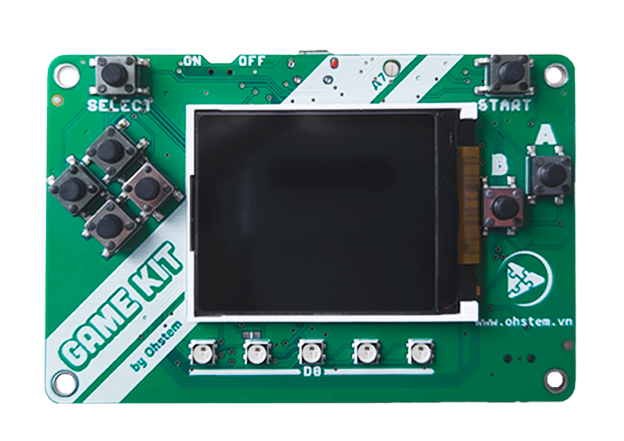 ON OFF
A7
SELECT
START
A
B
GAME KIT
by Ohstem
www.ohstem.vn
D8